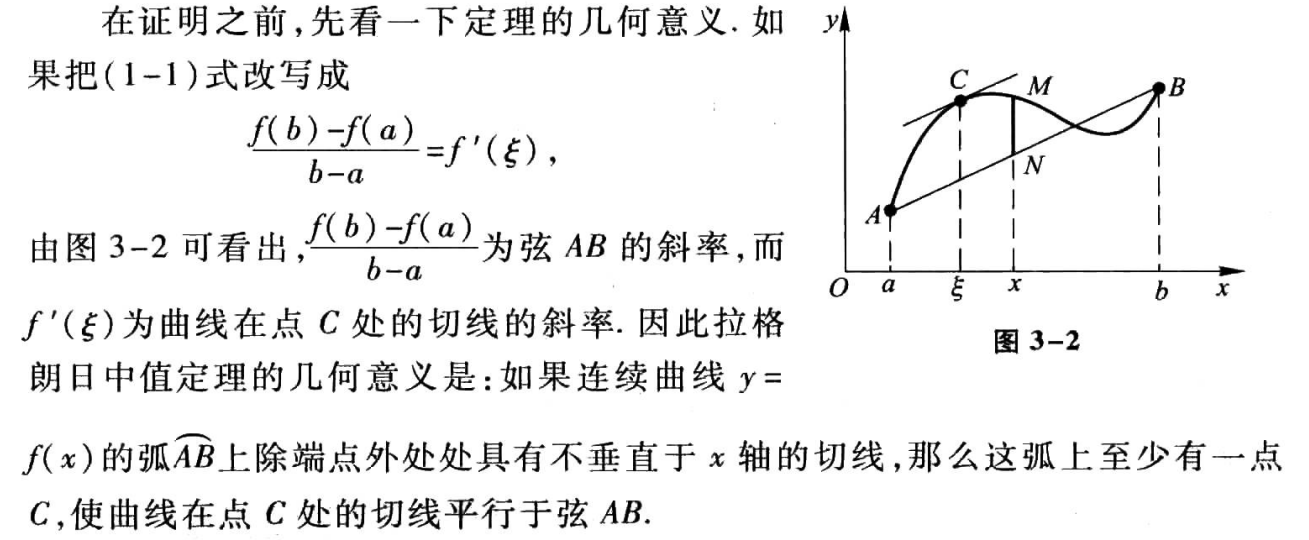 在证明之前,先看一下定理的几何意义. 如
果把(1-1)式改写成
\frac{f(b)-f(a)}{b-a}=f'(ξ),
由图 3-2 可看出,\frac{f(b)-f(a)}{b-a}为弦 AB 的斜率,而
f'(ξ)为曲线在点 C 处的切线的斜率. 因此拉格
朗日中值定理的几何意义是:如果连续曲线 y=
f(x)的弧\overset{\frown}{AB}上除端点外处处具有不垂直于 x 轴的切线,那么这弧上至少有一点
C,使曲线在点 C 处的切线平行于弦 AB.
y
C
M
B
N
A
O a ξ x b x
图 3-2